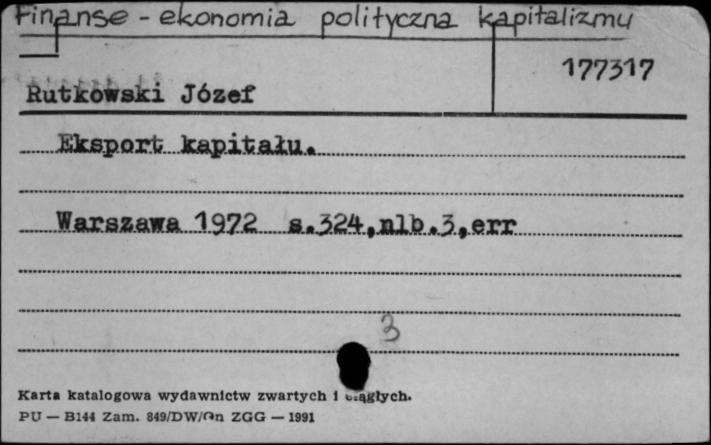 Finanse - ekonomia polityczna kapitalizmu
177317
Rutkowski Józef
Eksport kapitału.
Warszawa 1972 s.324,nlb.3,err
3
Karta katalogowa wydawnictw zwartych i ciągłych.
PU — B144 Zam. 849/DW/On ZGG — 1991